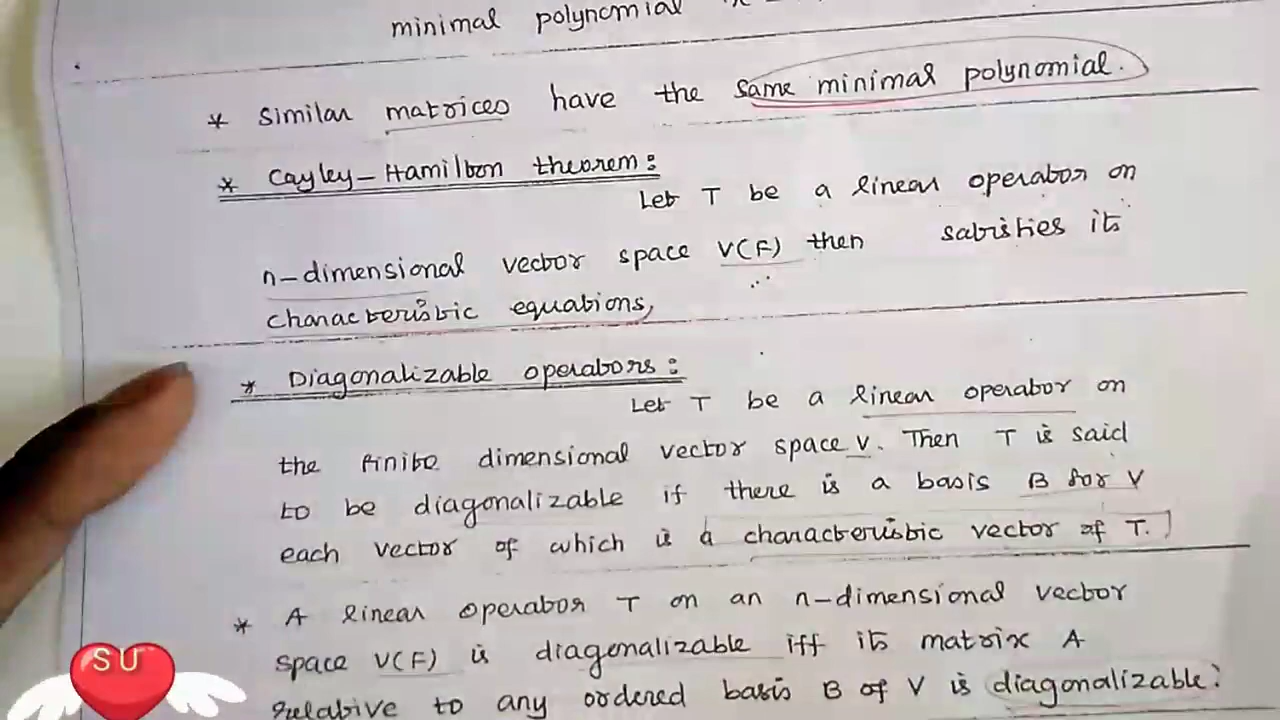 minimal polynomial
* Similar matrices have the same minimal polynomial.
* Cayley-Hamilton theorem:
Let T be a linear operator on
n-dimensional vector space V(F) then satisfies its
characteristic equations,
* Diagonalizable operators:
Let T be a linear operator on
the finite dimensional vector space V. Then T is said
to be diagonalizable if there is a basis B for V
each vector of which is a characteristic vector of T.
* A linear operator T on an n-dimensional vector
space V(F) is diagonalizable iff its matrix A
relative to any ordered basis B of V is diagonalizable.
SU